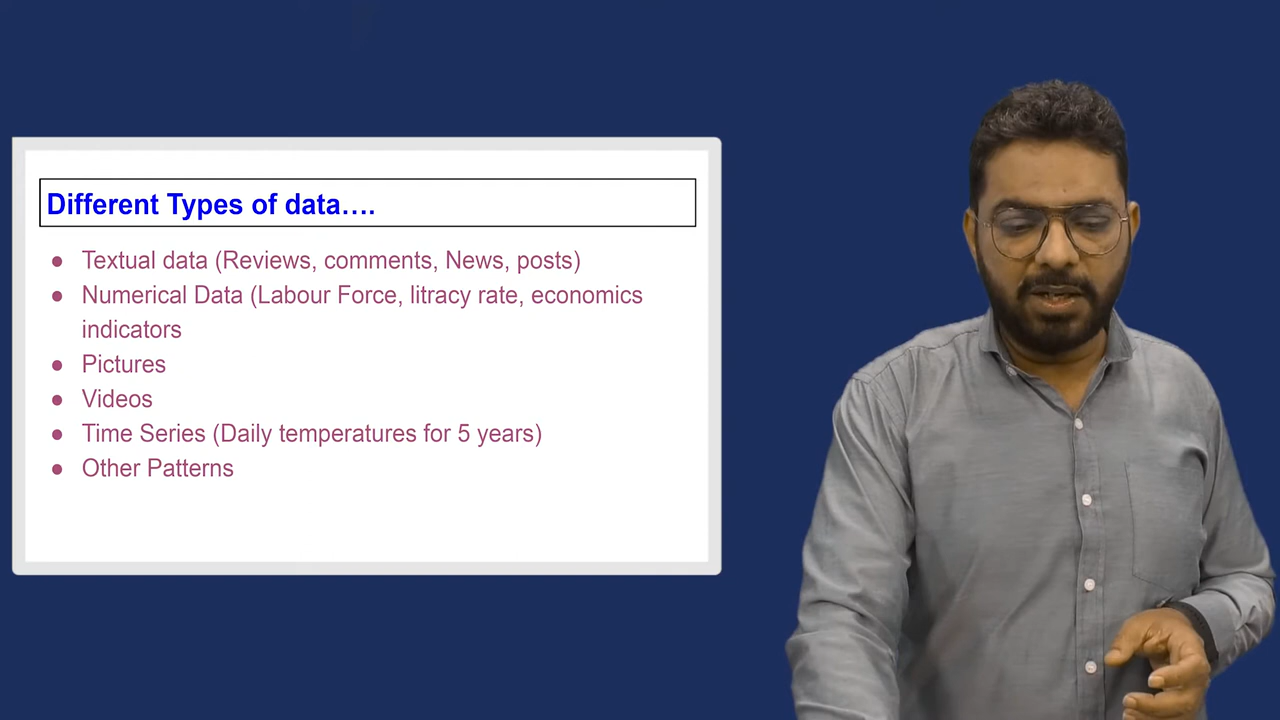 Different Types of data….
● Textual data (Reviews, comments, News, posts)
● Numerical Data (Labour Force, litracy rate, economics
indicators
● Pictures
● Videos
● Time Series (Daily temperatures for 5 years)
● Other Patterns